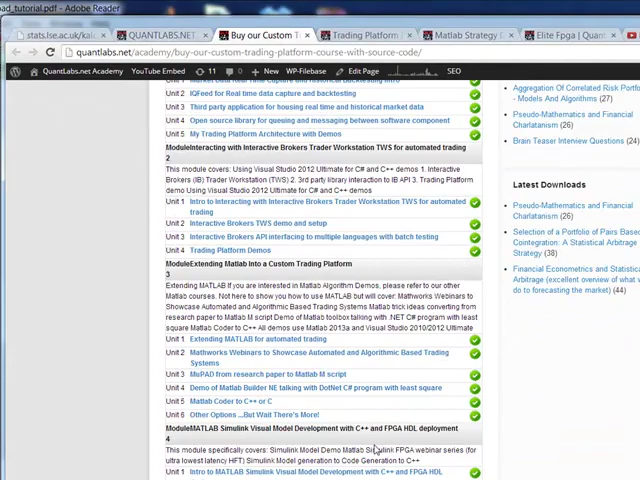 ad_tutorial.pdf - Adobe Reader
stats.lse.ac.uk/kal
QUANTLABS.NET
Buy our Custom T
Trading Platform
Matlab Strategy D
Elite Fpga | Quant
quantlabs.net/academy/buy-our-custom-trading-platform-course-with-source-code/
QuantLabs.net Academy YouTube Embed 11 0 New Edit Page SEO
Unit 2 IQFeed for Real time data capture and backtesting
Unit 3 Third party application for housing real time and historical market data
Unit 4 Open source library for queuing and messaging between software component
Unit 5 My Trading Platform Architecture with Demos
ModuleInteracting with Interactive Brokers Trader Workstation TWS for automated trading
2
This module covers: Using Visual Studio 2012 Ultimate for C# and C++ demos 1. Interactive
Brokers (IB) Trader Workstation (TWS) 2. 3rd party library interaction to IB API 3. Trading Platform
demo Using Visual Studio 2012 Ultimate for C# and C++
Unit 1 Intro to Interacting with Interactive Brokers Trader Workstation TWS for automated
trading
Unit 2 Interactive Brokers TWS demo and setup
Unit 3 Interactive Brokers API interfacing to multiple languages with batch testing
Unit 4 Trading Platform Demos
ModuleExtending Matlab Into a Custom Trading Platform
3
Extending MATLAB If you are interested in Matlab Algorithm Demos, please refer to our other
Matlab courses. Not here to show you how to use MATLAB but will cover: Mathworks Webinars to
Showcase Automated and Algorithmic Based Trading Matlab trick ideas converting from
research paper to Matlab M script Demo of Matlab toolbox talking with .NET C# program with least
square Matlab Coder to C++ All demos use Matlab 2013a and Visual Studio 2010/2012 Ultimate
Unit 1 Extending MATLAB for automated trading
Unit 2 Mathworks Webinars to Showcase Automated and Algorithmic Based Trading
Systems
Unit 3 MuPAD from research paper to Matlab M script
Unit 4 Demo of Matlab Builder NE talking with DotNet C# program with least square
Unit 5 Matlab Coder to C++ or C
Unit 6 Other Options ...But Wait There's More!
ModuleMATLAB Simulink Visual Model Development with C++ and FPGA HDL deployment
4
This module specifically covers: Simulink Model Demo Matlab Simulink FPGA webinar series (for
ultra lowest latency HFT) Simulink Model generation to Code Generation to C++
Unit 1 Intro to MATLAB Simulink Visual Model Development with C++ and FPGA HDL
Aggregation Of Correlated Risk Portfo
- Models And Algorithms (27)
Pseudo-Mathematics and Financial
Charlatanism (26)
Brain Teaser Interview Questions (24)
Latest Downloads
Pseudo-Mathematics and Financial
Charlatanism (26)
Selection of a Portfolio of Pairs Based
Cointegration: A Statistical Arbitrage
Strategy (38)
Financial Econometrics and Statistica
Arbitrage (excellent overview of what
do to forecasting the market) (44)